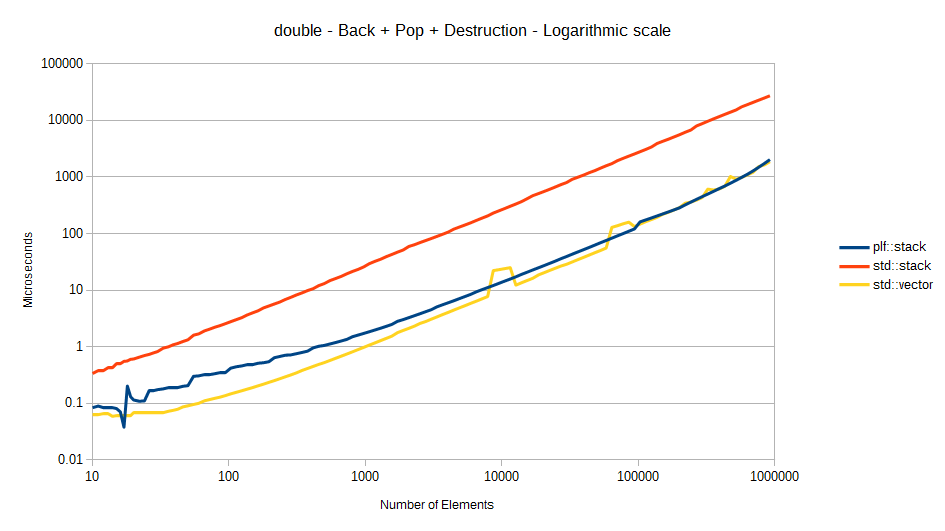 double - Back + Pop + Destruction - Logarithmic scale
100000
10000
1000
100
10
1
0.1
0.01
Microseconds
10
100
1000
10000
100000
1000000
Number of Elements
plf::stack
std::stack
std::vector